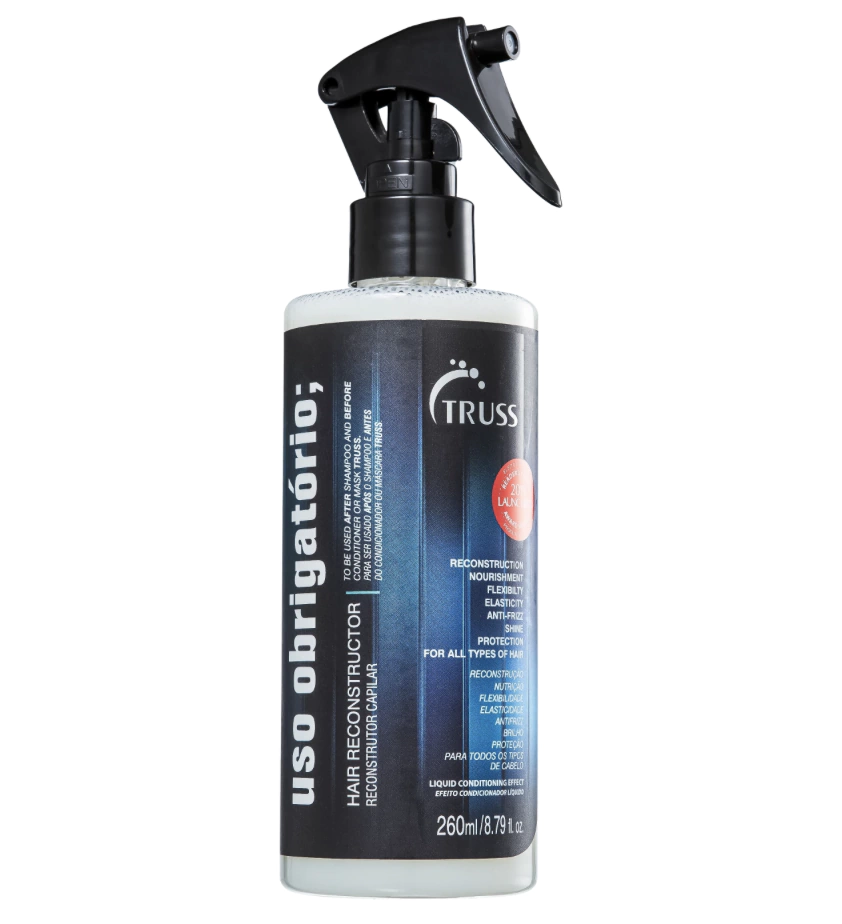 TRUSS
uso obrigatório;
HAIR RECONSTRUCTOR
RECONSTRUTOR CAPILAR
TO BE USED AFTER SHAMPOO AND BEFORE
CONDITIONER OR MASK TRUSS.
PARA SER USADO APÓS O SHAMPOO E ANTES
DO CONDICIONADOR OU MÁSCARA TRUSS
LAUN
RECONSTRUCTION
NOURISHMENT
FLEXIBILTY
ELASTICITY
ANTI-FRIZZ
SHINE
PROTECTION
FOR ALL TYPES OF HAIR
RECONSTRUÇÃO
NUTRIÇÃO
FLEXIBILIDADE
ELASTICIDADE
ANTIFRIZZ
BRILHO
PROTEÇÃO
PARA TODOS OS TIPOS
DE CABELO
LIQUID CONDITIONING EFFECT
EFEITO CONDICIONADOR LÍQUIDO
260ml/8.79 fl. oz.